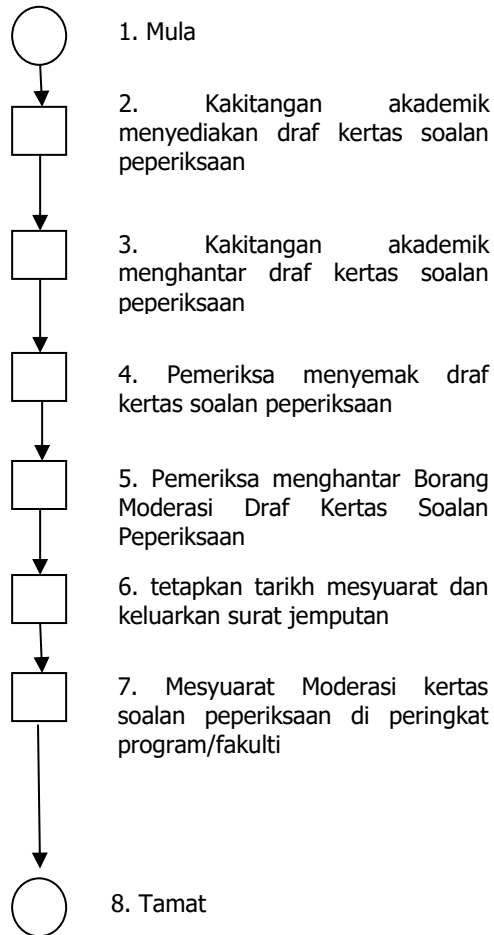 1. Mula
2. Kakitangan akademik
menyediakan draf kertas soalan
peperiksaan
3. Kakitangan akademik
menghantar draf kertas soalan
peperiksaan
4. Pemeriksa menyemak draf
kertas soalan peperiksaan
5. Pemeriksa menghantar Borang
Moderasi Draf Kertas Soalan
Peperiksaan
6. tetapkan tarikh mesyuarat dan
keluarkan surat jemputan
7. Mesyuarat Moderasi kertas
soalan peperiksaan di peringkat
program/fakulti
8. Tamat